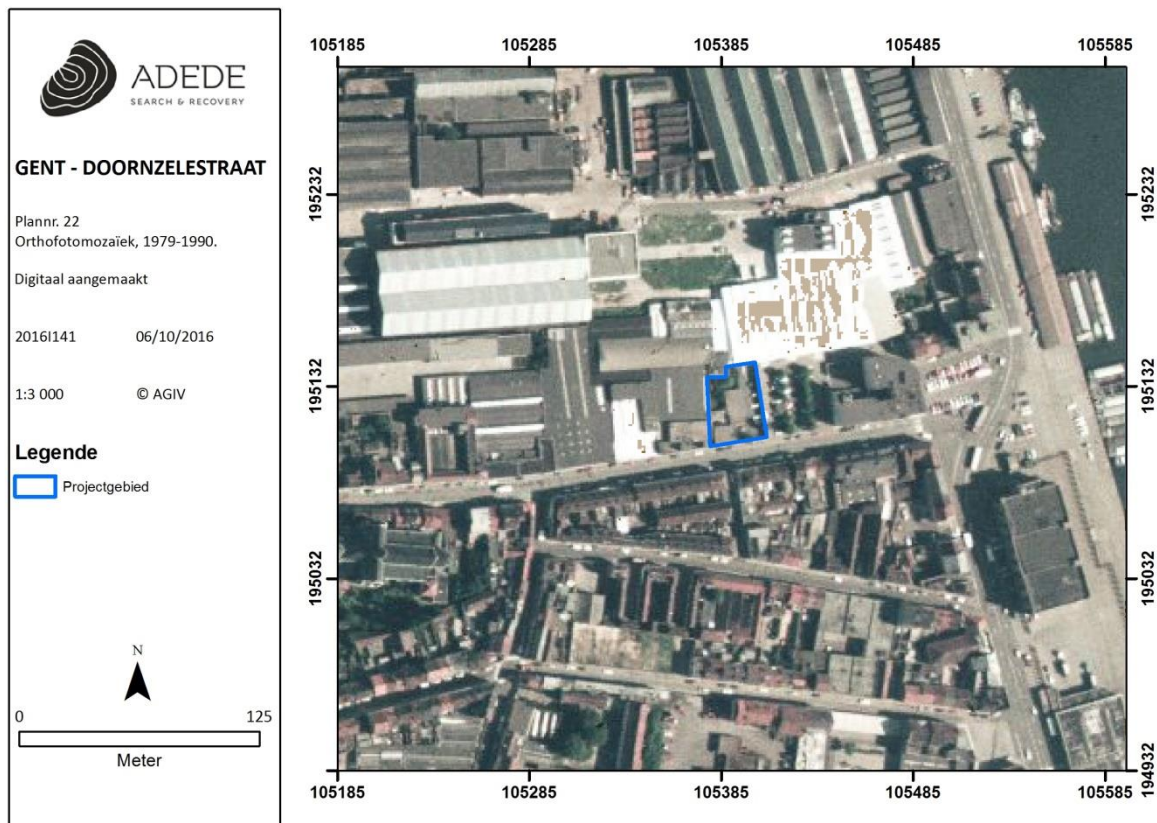 ADEDE
SEARCH & RECOVERY
GENT - DOORNZELESTRAAT
Plannr. 22
Orthofotomozaïek, 1979-1990.
Digitaal aangemaakt
2016I141 06/10/2016
1:3 000 © AGIV
Legende
Projectgebied
N
0 125
Meter
105185 105285 105385 105485 105585
195232 195232
195132 195132
195032 195032
194932
105185 105285 105385 105485 105585